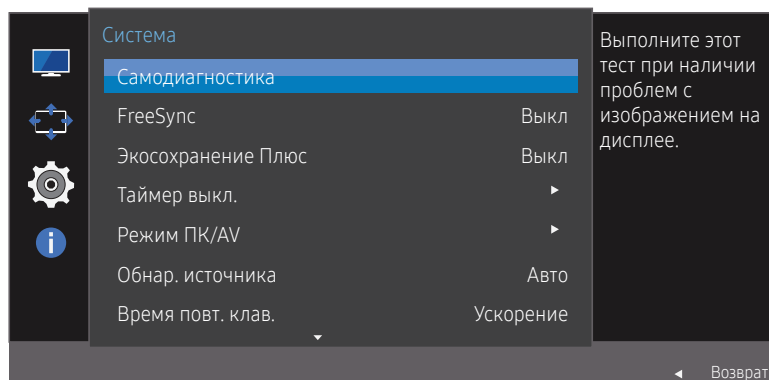 Система
Самодиагностика
FreeSync Выкл
Экосохранение Плюс Выкл
Таймер выкл.
Режим ПК/AV
Обнар. источника Авто
Время повт. клав. Ускорение
Выполните этот
тест при наличии
проблем с
изображением на
дисплее.
Возврат